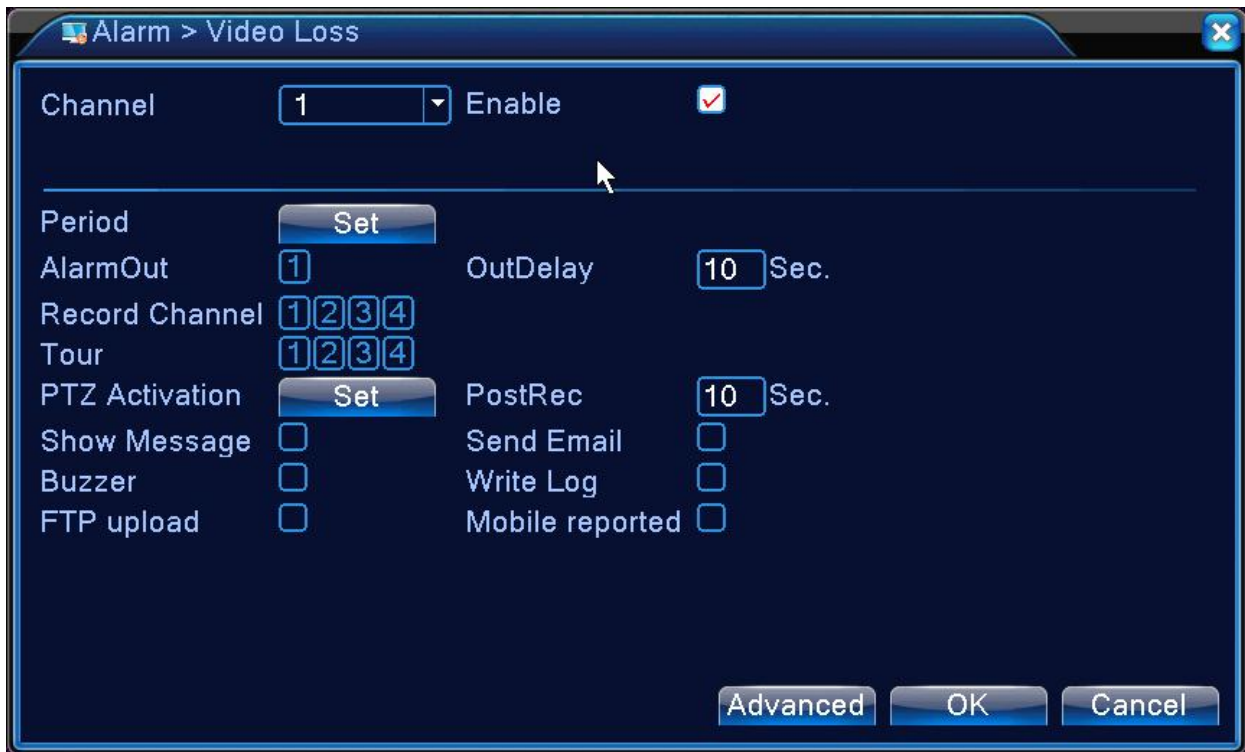 Alarm > Video Loss
Channel 1 Enable
Period Set
AlarmOut 1 OutDelay 10 Sec.
Record Channel 1 2 3 4
Tour 1 2 3 4
PTZ Activation Set PostRec 10 Sec.
Show Message Send Email
Buzzer Write Log
FTP upload Mobile reported
Advanced OK Cancel